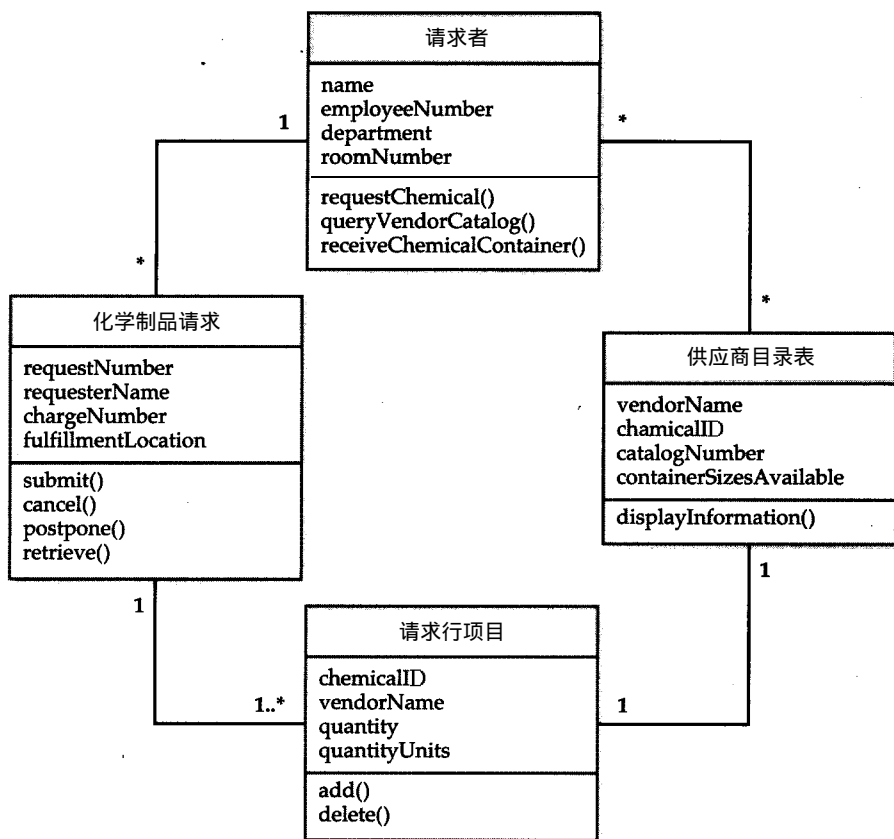 请求者
name
employeeNumber
department
roomNumber
requestChemical()
queryVendorCatalog()
receiveChemicalContainer()
1
*
*
*
化学制品请求
requestNumber
requesterName
chargeNumber
fulfillmentLocation
submit()
cancel()
postpone()
retrieve()
供应商目录表
vendorName
chamicalID
catalogNumber
containerSizesAvailable
displayInformation()
1
1
请求行项目
chemicalID
vendorName
quantity
quantityUnits
add()
delete()
1..*
1